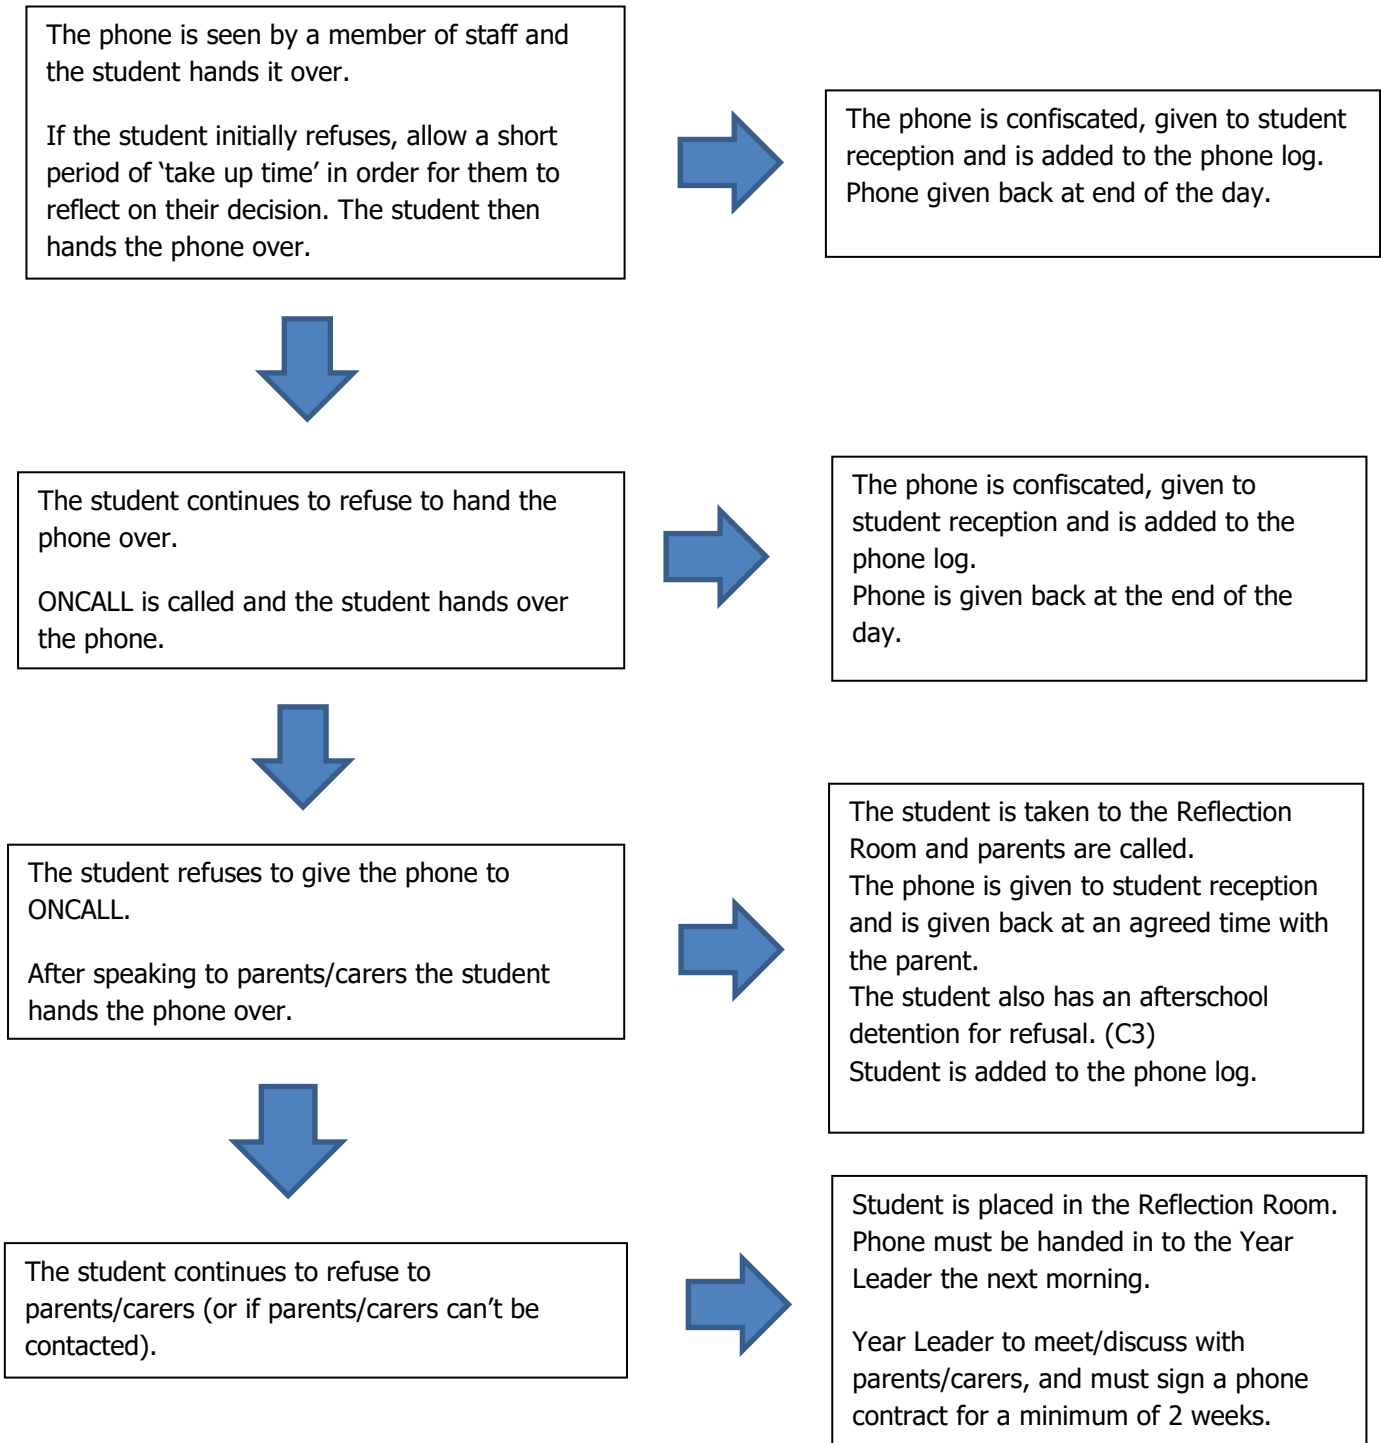 The phone is seen by a member of staff and
the student hands it over.
If the student initially refuses, allow a short
period of ‘take up time’ in order for them to
reflect on their decision. The student then
hands the phone over.
The phone is confiscated, given to student
reception and is added to the phone log.
Phone given back at end of the day.
The student continues to refuse to hand the
phone over.
ONCALL is called and the student hands over
the phone.
The phone is confiscated, given to
student reception and is added to the
phone log.
Phone is given back at the end of the
day.
The student refuses to give the phone to
ONCALL.
After speaking to parents/carers the student
hands the phone over.
The student is taken to the Reflection
Room and parents are called.
The phone is given to student reception
and is given back at an agreed time with
the parent.
The student also has an afterschool
detention for refusal. (C3)
Student is added to the phone log.
The student continues to refuse to
parents/carers (or if parents/carers can’t be
contacted).
Student is placed in the Reflection Room.
Phone must be handed in to the Year
Leader the next morning.
Year Leader to meet/discuss with
parents/carers, and must sign a phone
contract for a minimum of 2 weeks.